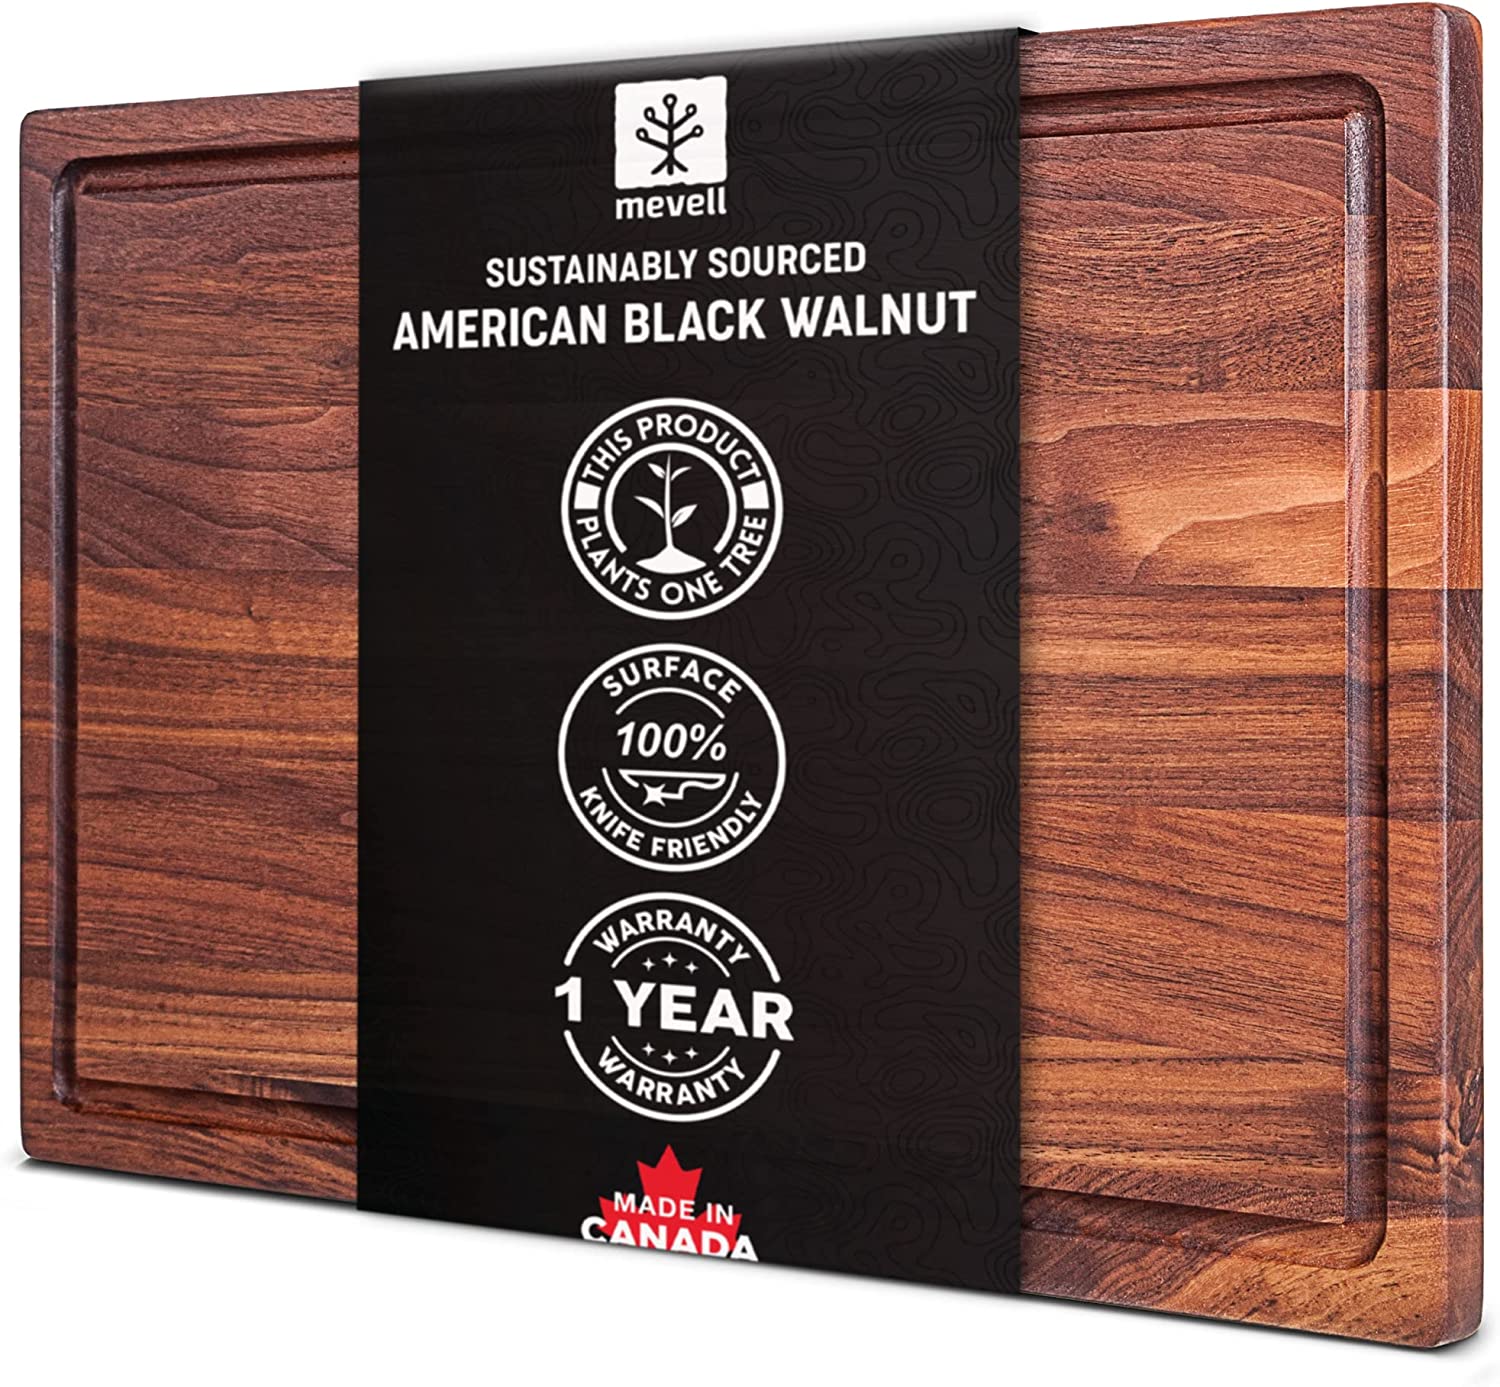 mevell
SUSTAINABLY SOURCED
AMERICAN BLACK WALNUT
THIS PRODUCT
PLANTS ONE TREE
SURFACE
100%
KNIFE FRIENDLY
WARRANTY
1 YEAR
WARRANTY
MADE IN
CANADA